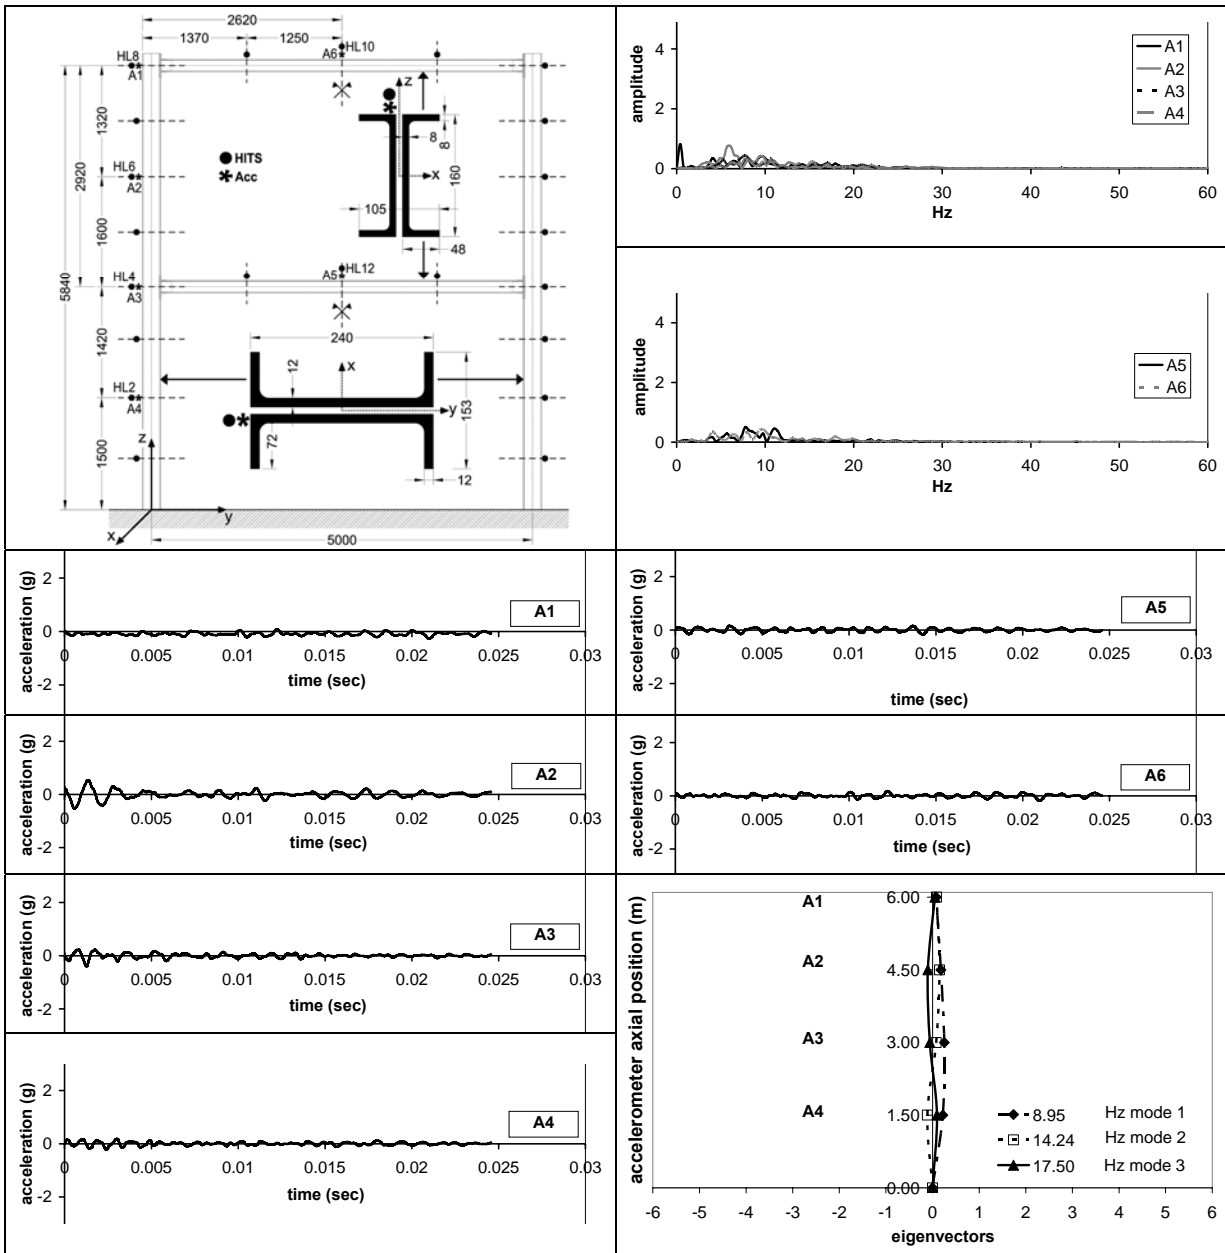 2620
1370
1250
HL10
A6
HL8
A1
z
1320
8
8
HITS
Acc
HL6
A2
2920
x
160
105
48
1600
HL12
A5
HL4
A3
5840
240
1420
12
x
HL2
A4
y
153
72
z
1500
12
y
x
5000
amplitude
4
2
0
A1
A2
A3
A4
0 10 20 30 40 50 60
Hz
amplitude
4
2
0
A5
A6
0 10 20 30 40 50 60
Hz
acceleration (g)
2
0
-2
A1
0 0.005 0.01 0.015 0.02 0.025 0.03
time (sec)
acceleration (g)
2
0
-2
A5
0 0.005 0.01 0.015 0.02 0.025 0.03
time (sec)
acceleration (g)
2
0
-2
A2
0 0.005 0.01 0.015 0.02 0.025 0.03
time (sec)
acceleration (g)
2
0
-2
A6
0 0.005 0.01 0.015 0.02 0.025 0.03
time (sec)
acceleration (g)
2
0
-2
A3
0 0.005 0.01 0.015 0.02 0.025 0.03
time (sec)
acceleration (g)
2
0
-2
A4
0 0.005 0.01 0.015 0.02 0.025 0.03
time (sec)
accelerometer axial position (m)
A1 6.00
A2 4.50
A3 3.00
A4 1.50
0.00
8.95 Hz mode 1
14.24 Hz mode 2
17.50 Hz mode 3
-6 -5 -4 -3 -2 -1 0 1 2 3 4 5 6
eigenvectors